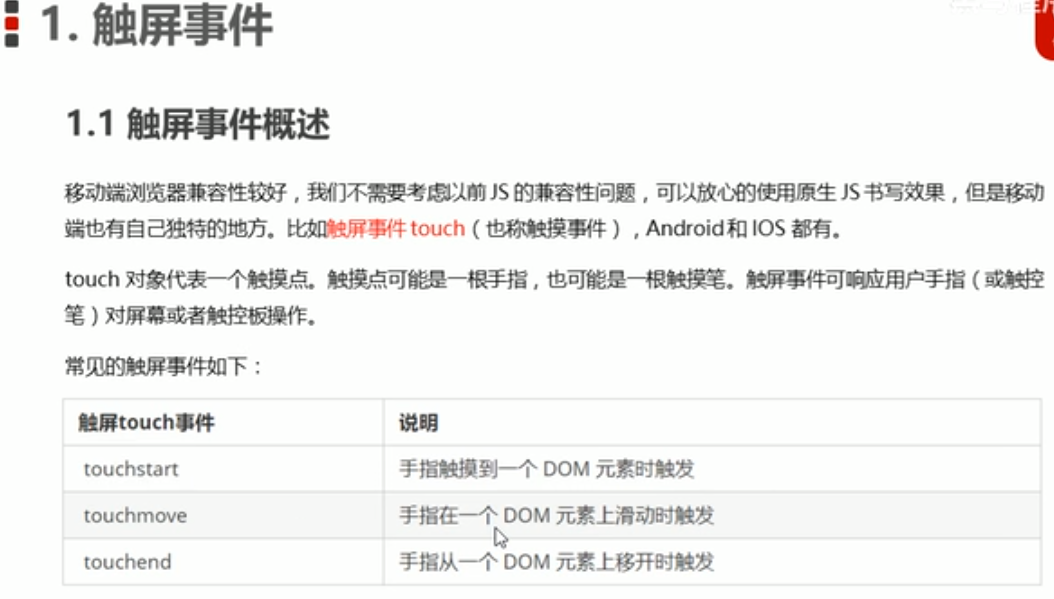 1. 触屏事件
1.1 触屏事件概述
移动端浏览器兼容性较好，我们不需要考虑以前 JS 的兼容性问题，可以放心的使用原生 JS 书写效果，但是移动
端也有自己独特的地方。比如触屏事件 touch（也称触摸事件），Android 和 IOS 都有。
touch 对象代表一个触摸点。触摸点可能是一根手指，也可能是一根触摸笔。触屏事件可响应用户手指（或触控
笔）对屏幕或者触控板操作。
常见的触屏事件如下：
触屏touch事件 说明
touchstart 手指触摸到一个 DOM 元素时触发
touchmove 手指在一个 DOM 元素上滑动时触发
touchend 手指从一个 DOM 元素上移开时触发